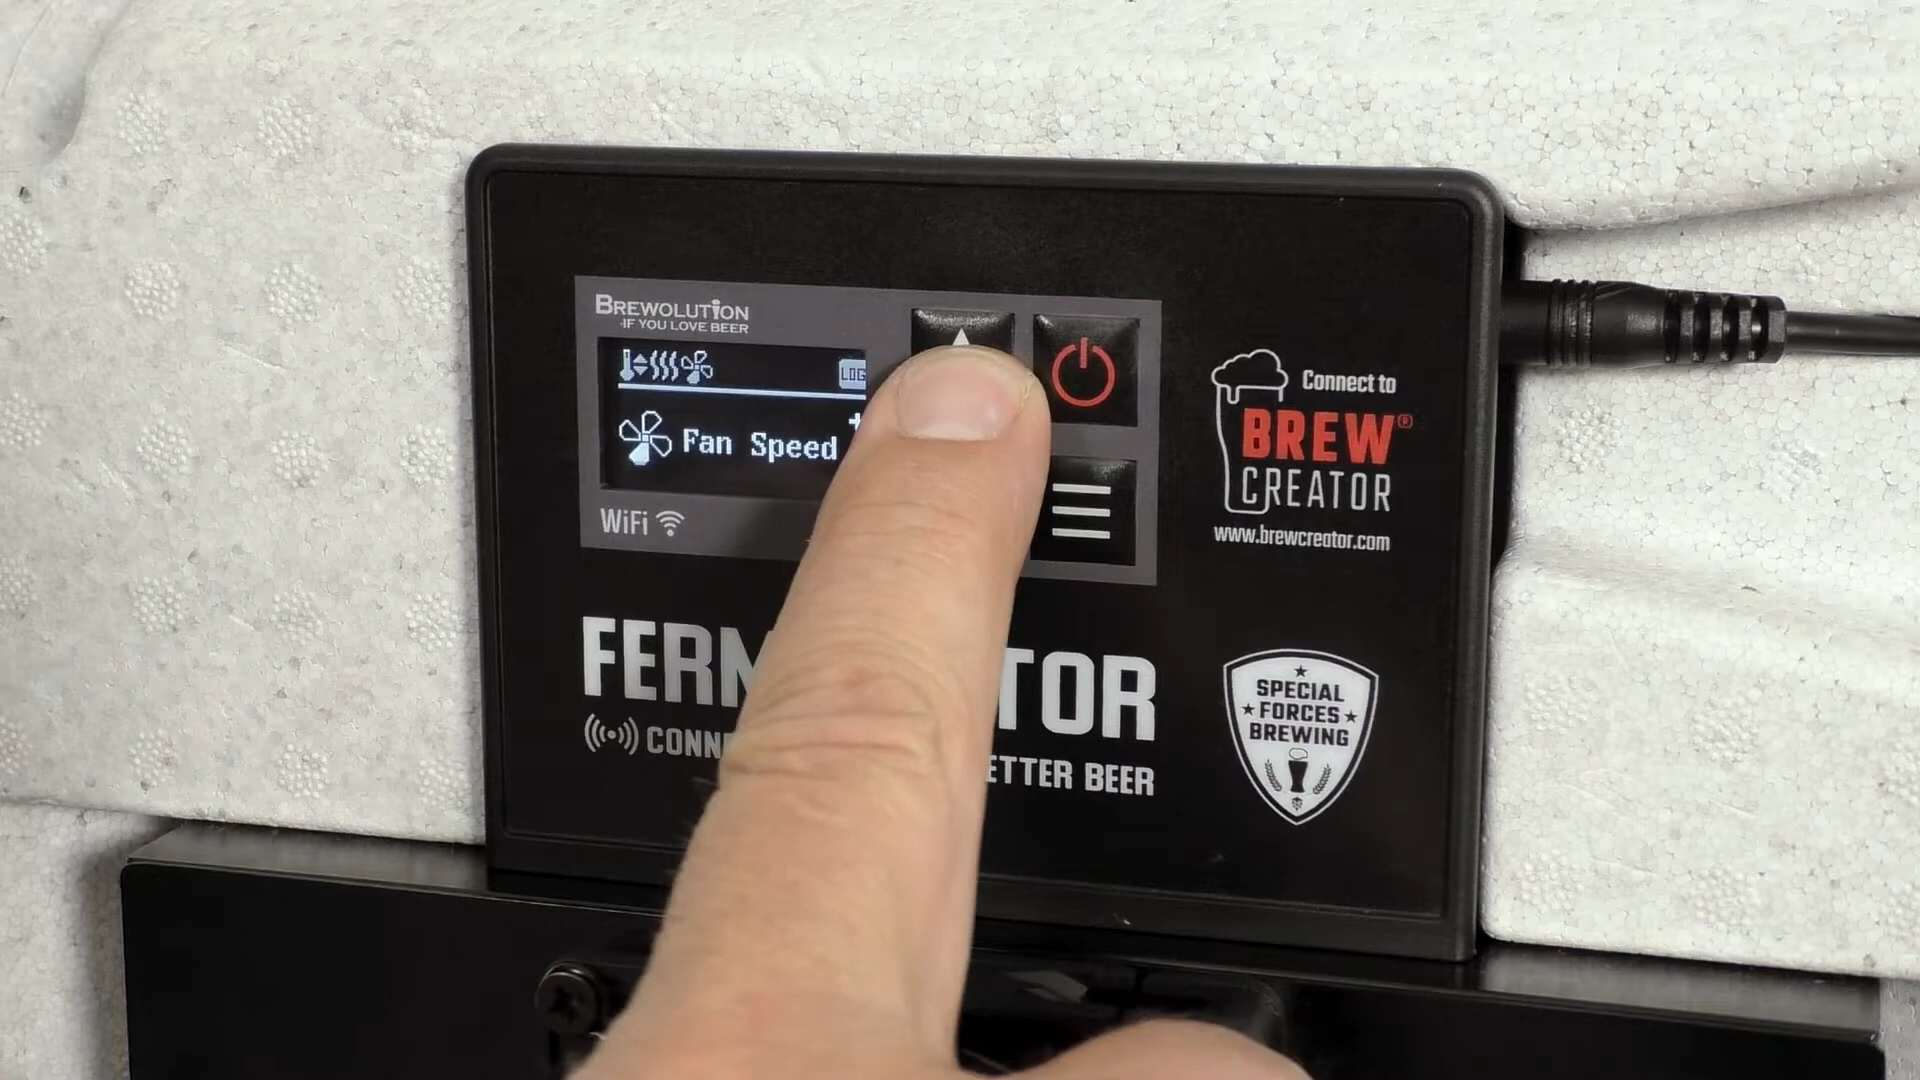 BREWOLUTION
IF YOU LOVE BEER
LOG
Fan Speed
WiFi
Connect to
BREW®
CREATOR
www.brewcreator.com
FERM TOR
CONNE ETTER BEER
SPECIAL
FORCES
BREWING